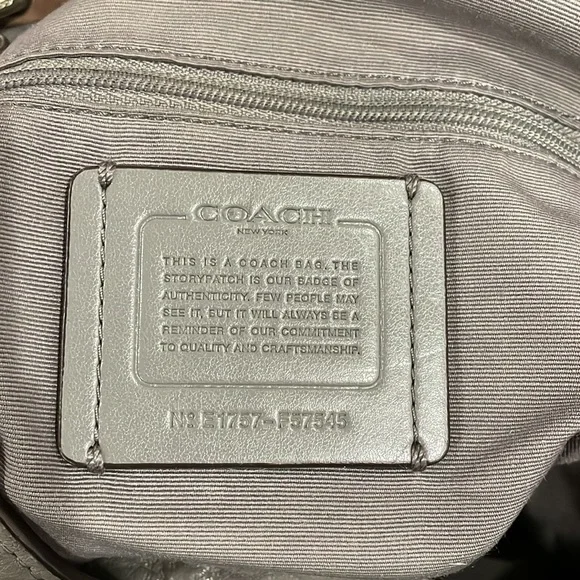 COACH
NEW YORK
THIS IS A COACH BAG. THE
STORYPATCH IS OUR BADGE OF
AUTHENTICITY. FEW PEOPLE MAY
SEE IT, BUT IT WILL ALWAYS BE A
REMINDER OF OUR COMMITMENT
TO QUALITY AND CRAFTSMANSHIP.
Nº E1757-F57545